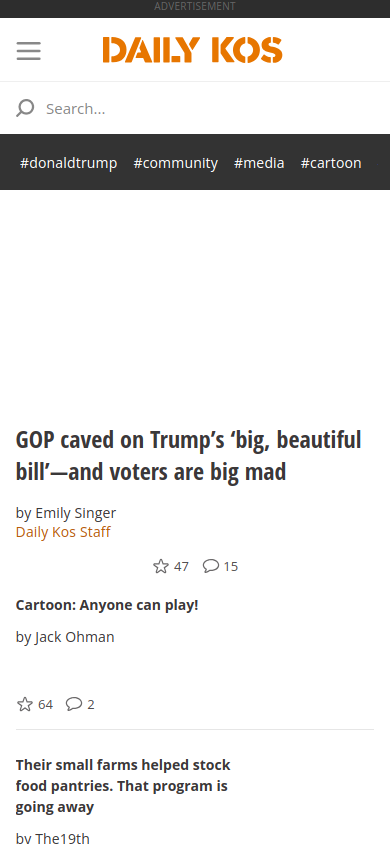 ADVERTISEMENT
DAILY KOS
Search...
#donaldtrump #community #media #cartoon
GOP caved on Trump’s ‘big, beautiful
bill’—and voters are big mad
by Emily Singer
Daily Kos Staff
47 15
Cartoon: Anyone can play!
by Jack Ohman
64 2
Their small farms helped stock
food pantries. That program is
going away
by The19th